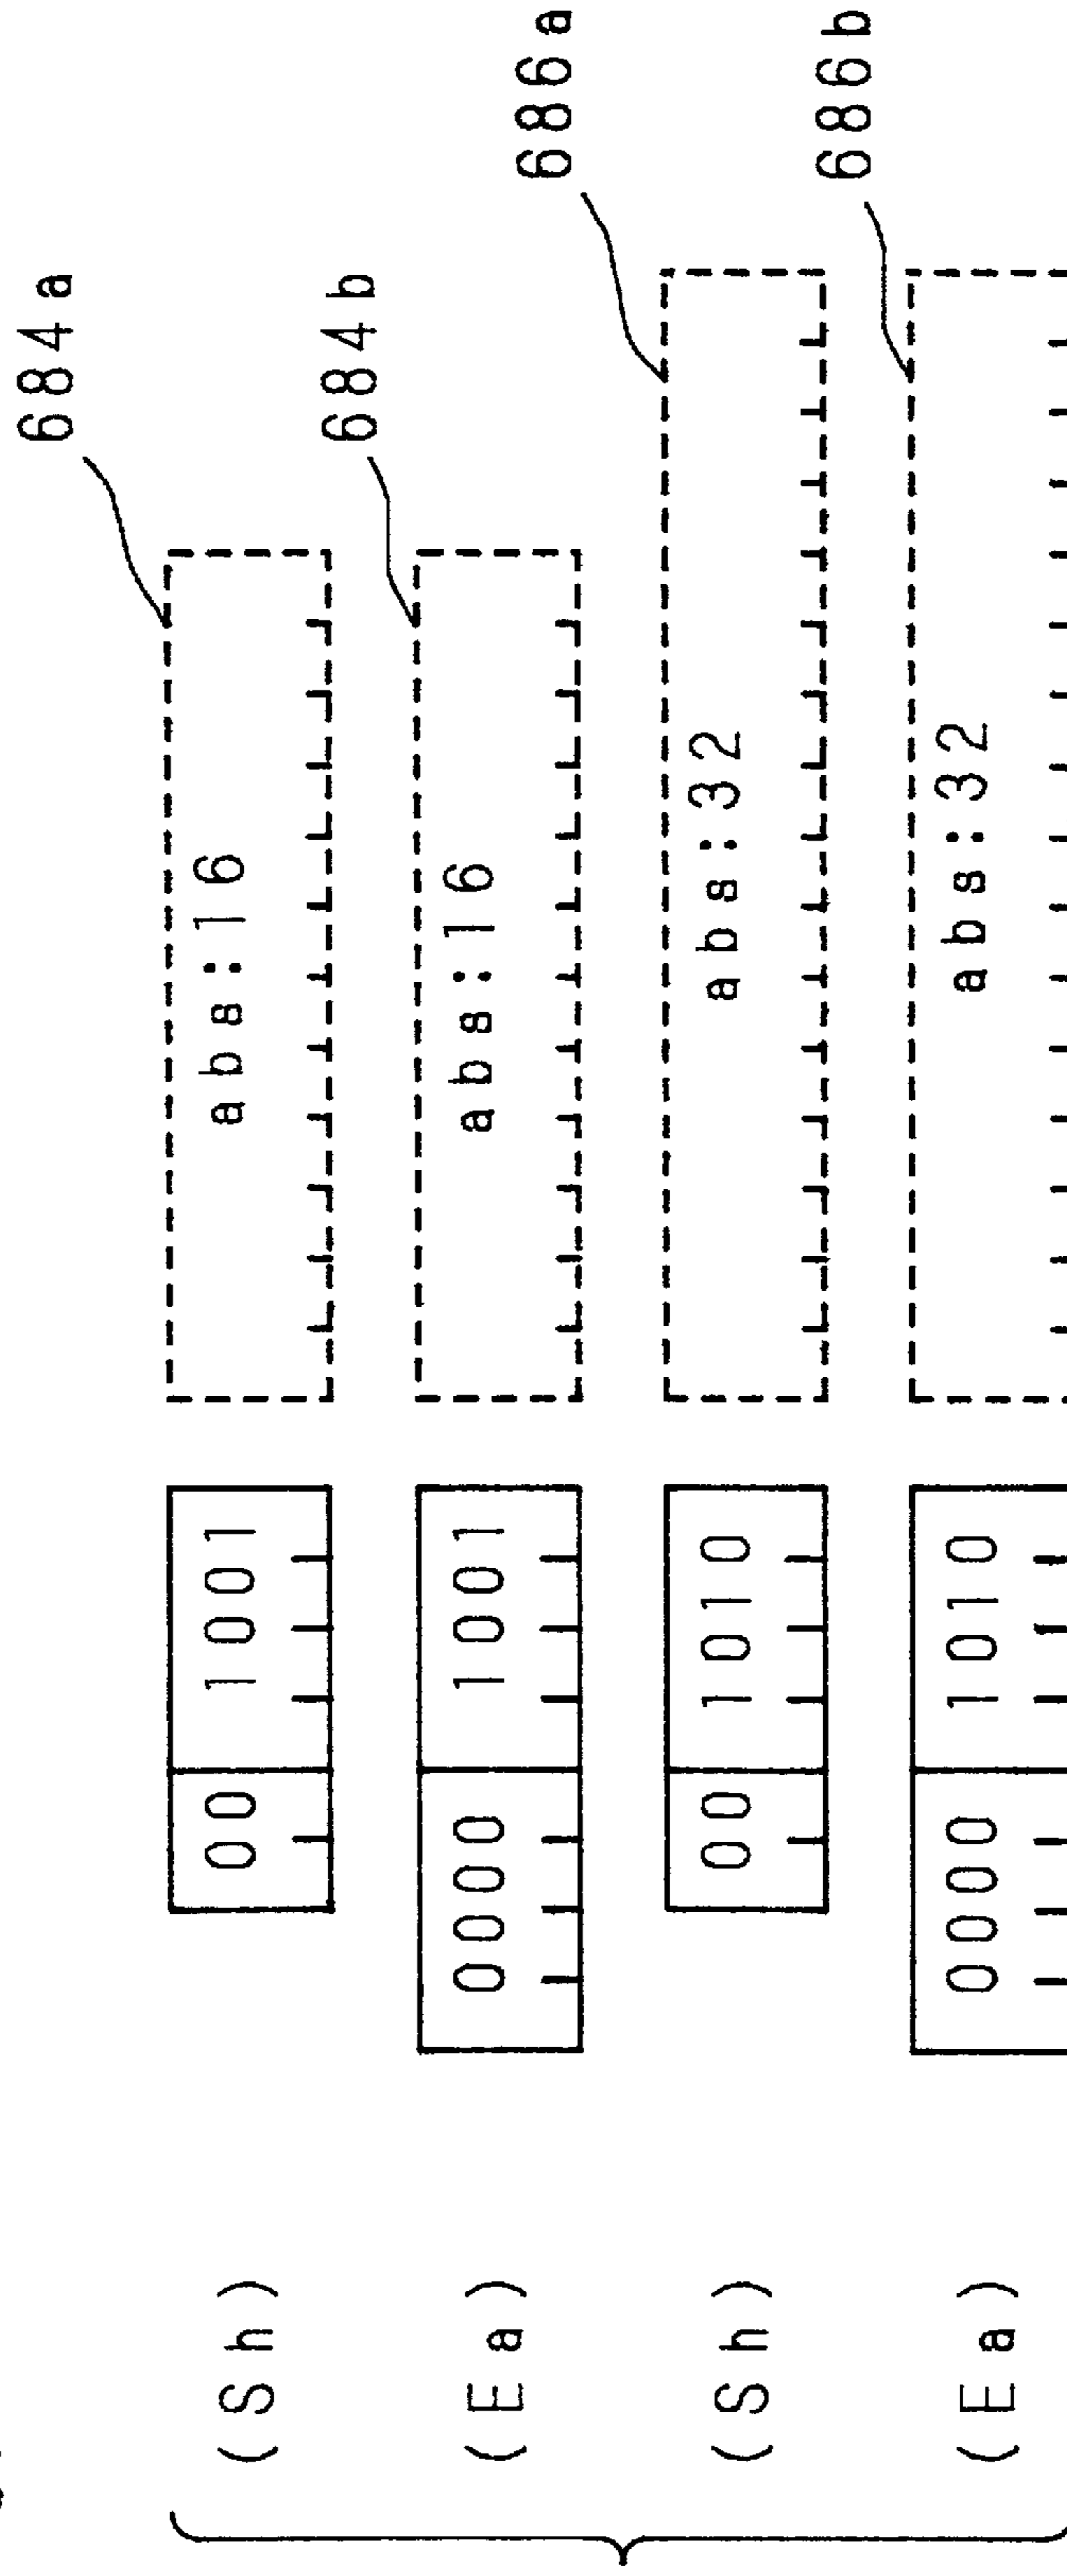 684a
(Sh) 00 1001 abs:16
684b
(Ea) 0000 1001 abs:16
686a
(Sh) 00 1010 abs:32
686b
(Ea) 0000 1010 abs:32